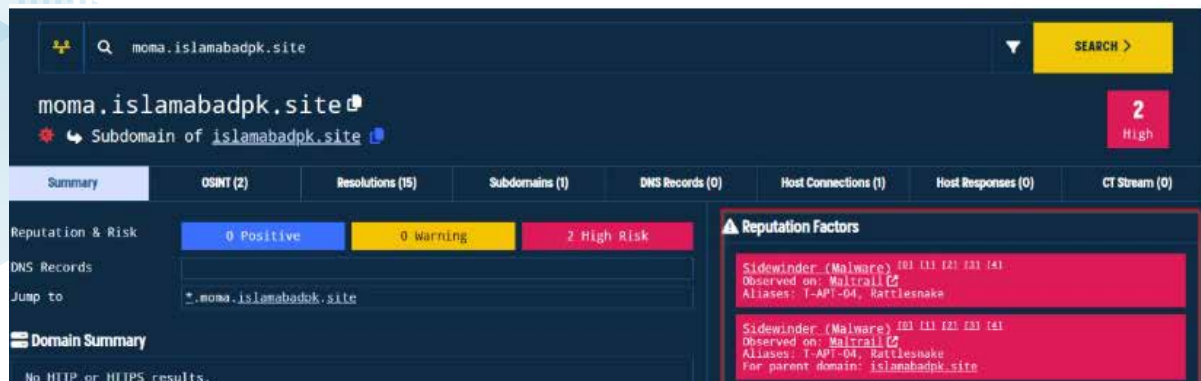 moma.islamabadpk.site
SEARCH >
moma.islamabadpk.site
Subdomain of islamabadpk.site
2
High
Summary
OSINT (2)
Resolutions (15)
Subdomains (1)
DNS Records (0)
Host Connections (1)
Host Responses (0)
CT Stream (0)
Reputation & Risk
0 Positive
0 Warning
2 High Risk
DNS Records
Jump to
*.moma.islamabadpk.site
Domain Summary
No HTTP or HTTPS results.
Reputation Factors
Sidewinder (Malware) [0] [1] [2] [3] [4]
Observed on: Maltrail
Aliases: T-APT-04, Rattlesnake
Sidewinder (Malware) [0] [1] [2] [3] [4]
Observed on: Maltrail
Aliases: T-APT-04, Rattlesnake
For parent domain: islamabadpk.site